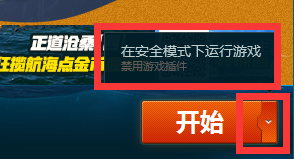 正道沧桑
狂揽航海点金币
在安全模式下运行游戏
禁用游戏插件
开始